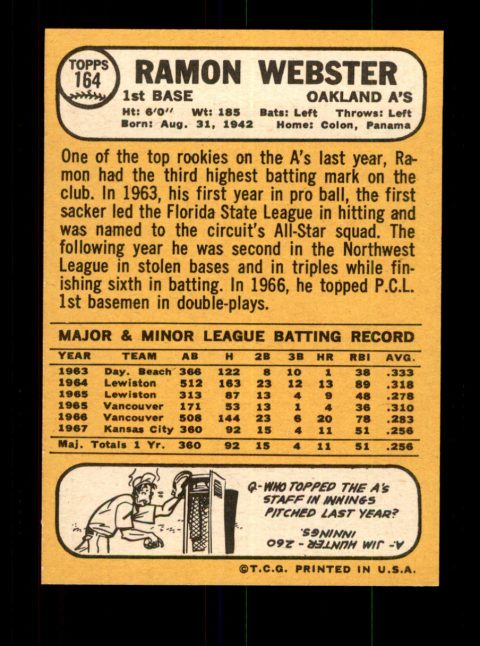 TOPPS
164
RAMON WEBSTER
1st BASE OAKLAND A'S
Ht: 6'0" Wt: 185 Bats: Left Throws: Left
Born: Aug. 31, 1942 Home: Colon, Panama
One of the top rookies on the A's last year, Ra-
mon had the third highest batting mark on the
club. In 1963, his first year in pro ball, the first
sacker led the Florida State League in hitting and
was named to the circuit's All-Star squad. The
following year he was second in the Northwest
League in stolen bases and in triples while fin-
ishing sixth in batting. In 1966, he topped P.C.L.
1st basemen in double-plays.
MAJOR & MINOR LEAGUE BATTING RECORD
YEAR TEAM AB H 2B 3B HR RBI AVG.
1963 Day. Beach 366 122 8 10 1 38 .333
1964 Lewiston 512 163 23 12 13 89 .318
1965 Lewiston 313 87 13 4 9 48 .278
1965 Vancouver 171 53 13 1 4 36 .310
1966 Vancouver 508 144 23 6 20 78 .283
1967 Kansas City 360 92 15 4 11 51 .256
Maj. Totals 1 Yr. 360 92 15 4 11 51 .256
Q-WHO TOPPED THE A's
STAFF IN INNINGS
PITCHED LAST YEAR?
A- JIM HUNTER - 260
INNINGS.
©T.C.G. PRINTED IN U.S.A.